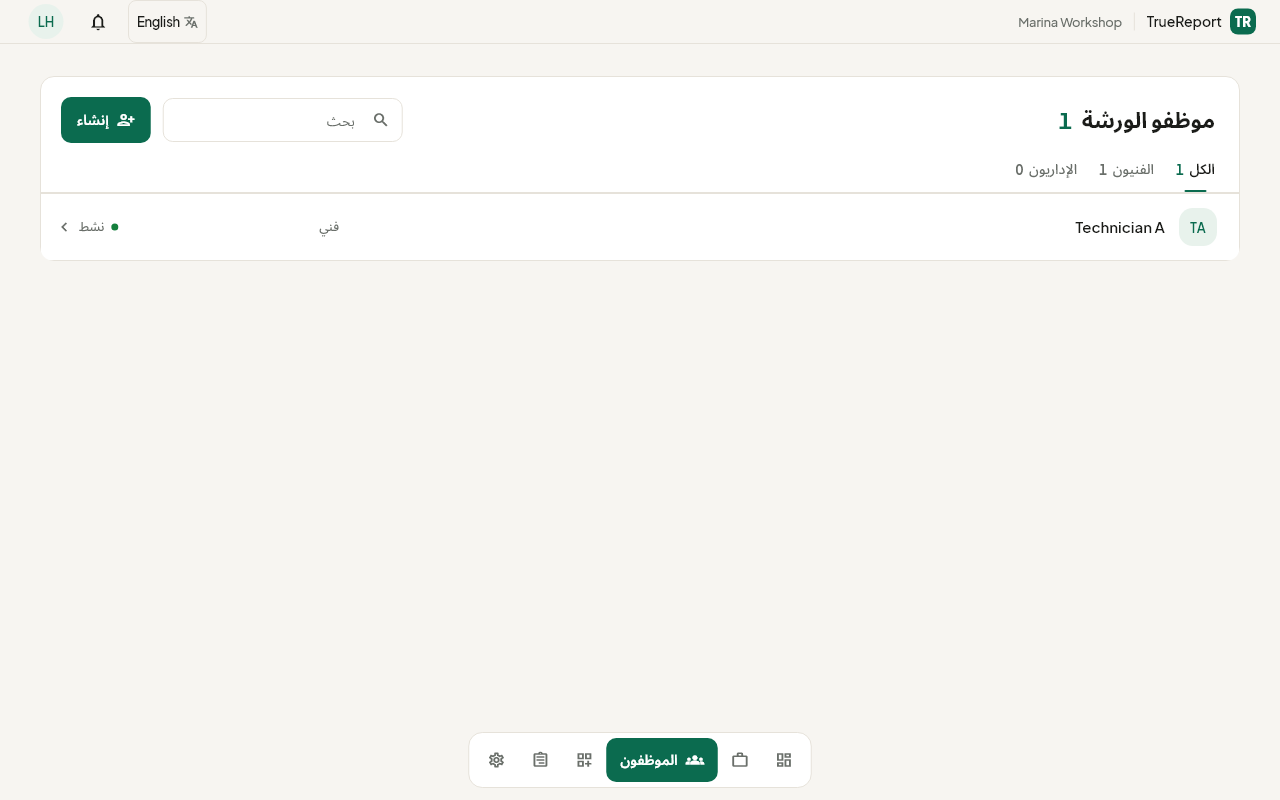 TR TrueReport Marina Workshop English LH
موظفو الورشة 1 بحث إنشاء
الكل 1 الفنيون 1 الإداريون 0
TA Technician A فني نشط
الموظفون